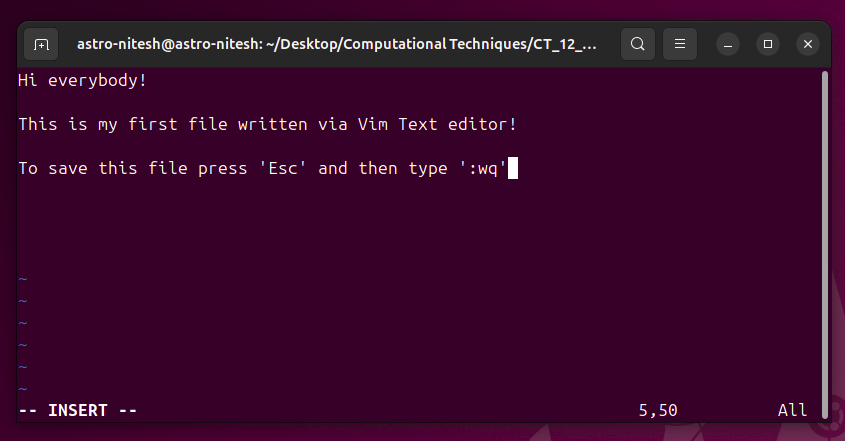 astro-nitesh@astro-nitesh: ~/Desktop/Computational Techniques/CT_12_...
Hi everybody!
This is my first file written via Vim Text editor!
To save this file press 'Esc' and then type ':wq'
~
~
~
~
~
~
-- INSERT -- 5,50 All